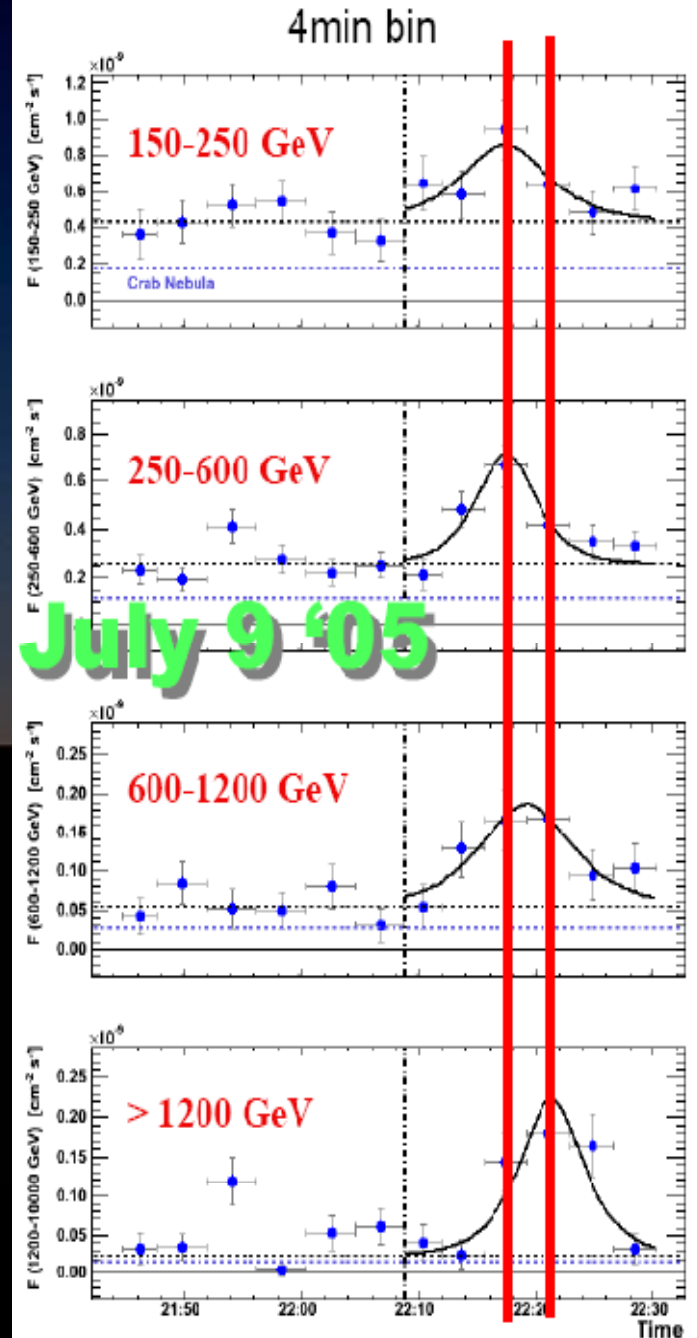 4min bin
×10⁻⁹
F (150-250 GeV) [cm⁻² s⁻¹]
1.2
1.0
0.8
0.6
0.4
0.2
0.0
150-250 GeV
Crab Nebula
×10⁻⁹
F (250-600 GeV) [cm⁻² s⁻¹]
0.8
0.6
0.4
0.2
250-600 GeV
July 9 ‘05
×10⁻⁹
F (600-1200 GeV) [cm⁻² s⁻¹]
0.25
0.20
0.15
0.10
0.05
0.00
600-1200 GeV
×10⁻⁹
F (1200-10000 GeV) [cm⁻² s⁻¹]
0.25
0.20
0.15
0.10
0.05
0.00
> 1200 GeV
21:50 22:00 22:10 22:20 22:30
Time